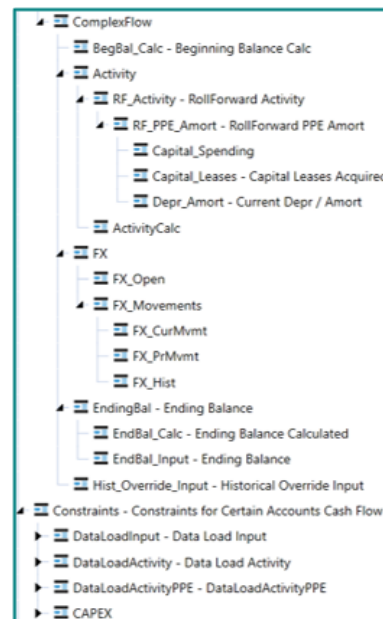 ComplexFlow
BegBal_Calc - Beginning Balance Calc
Activity
RF_Activity - RollForward Activity
RF_PPE_Amort - RollForward PPE Amort
Capital_Spending
Capital_Leases - Capital Leases Acquired
Depr_Amort - Current Depr / Amort
ActivityCalc
FX
FX_Open
FX_Movements
FX_CurMvmt
FX_PrMvmt
FX_Hist
EndingBal - Ending Balance
EndBal_Calc - Ending Balance Calculated
EndBal_Input - Ending Balance
Hist_Override_Input - Historical Override Input
Constraints - Constraints for Certain Accounts Cash Flow
DataLoadInput - Data Load Input
DataLoadActivity - Data Load Activity
DataLoadActivityPPE - DataLoadActivityPPE
CAPEX